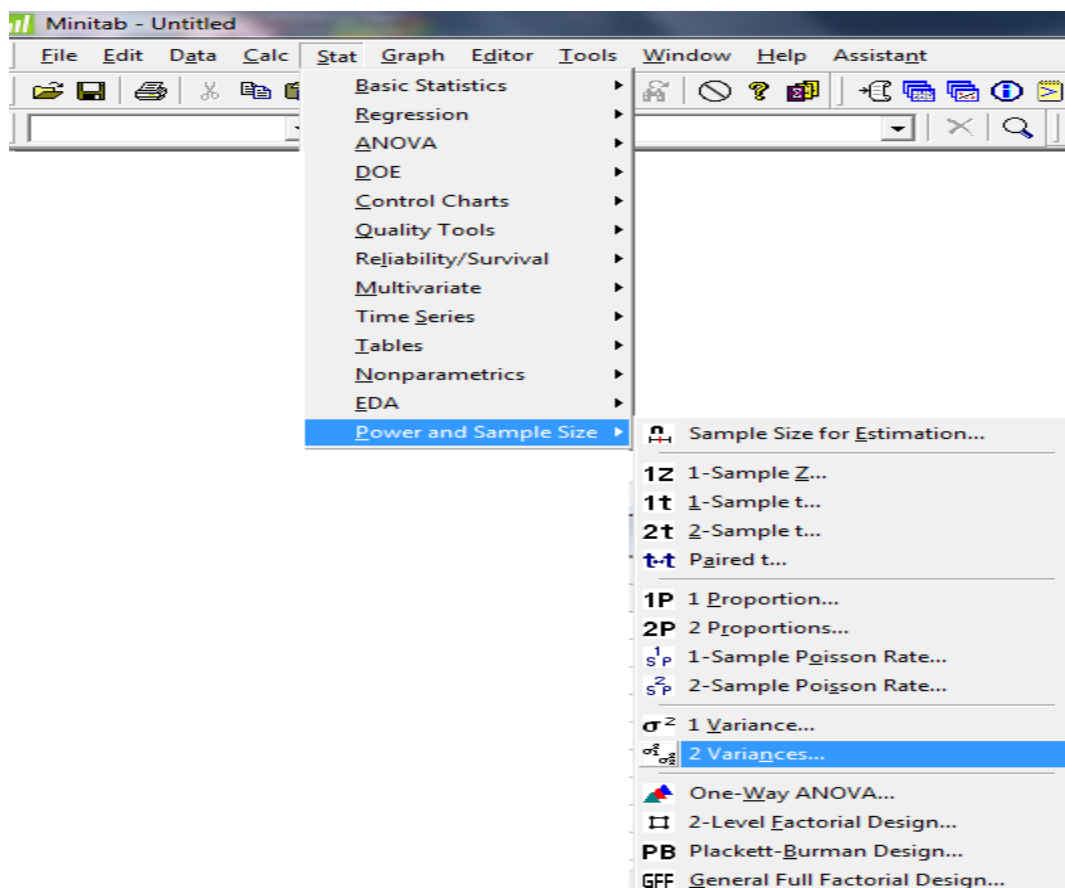 Minitab - Untitled
File Edit Data Calc Stat Graph Editor Tools Window Help Assistant
Basic Statistics
Regression
ANOVA
DOE
Control Charts
Quality Tools
Reliability/Survival
Multivariate
Time Series
Tables
Nonparametrics
EDA
Power and Sample Size
Sample Size for Estimation...
1Z 1-Sample Z...
1t 1-Sample t...
2t 2-Sample t...
t-t Paired t...
1P 1 Proportion...
2P 2 Proportions...
S1P 1-Sample Poisson Rate...
S2P 2-Sample Poisson Rate...
σ² 1 Variance...
σ²₁ σ²₂ 2 Variances...
One-Way ANOVA...
2-Level Factorial Design...
PB Plackett-Burman Design...
GFF General Full Factorial Design...